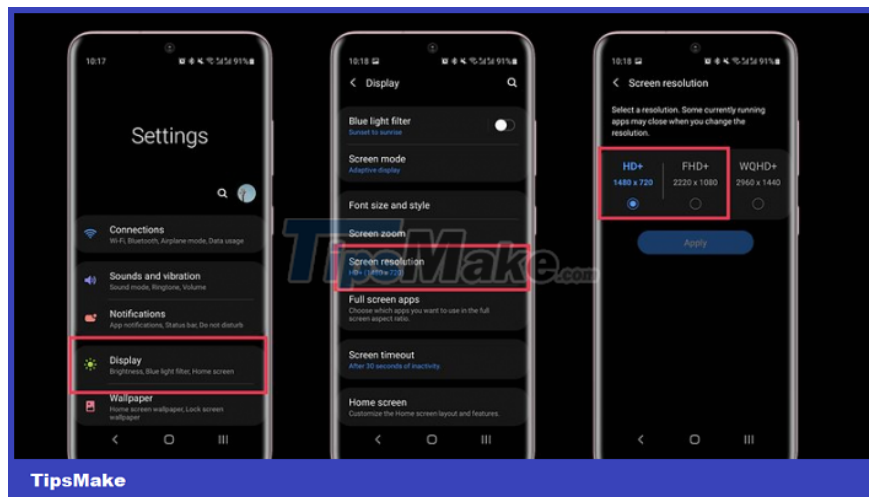 10:17
91%
Settings
Connections
Wi-Fi, Bluetooth, Airplane mode, Data usage
Sounds and vibration
Sound mode, Ringtone, Volume
Notifications
App notifications, Status bar, Do not disturb
Display
Brightness, Blue light filter, Home screen
Wallpaper
Home screen wallpaper, Lock screen
wallpaper
10:18
91%
Display
Blue light filter
Sunset to sunrise
Screen mode
Adaptive display
Font size and style
Screen zoom
Screen resolution
HD+ (1480 x 720)
Full screen apps
Choose which apps you want to use in the full
screen aspect ratio.
Screen timeout
After 30 seconds of inactivity.
Home screen
Customize the Home screen layout and features.
10:18
91%
Screen resolution
Select a resolution. Some currently running
apps may close when you change the
resolution.
HD+ FHD+ WQHD+
1480 x 720 2220 x 1080 2960 x 1440
Apply
TipsMake.com
TipsMake